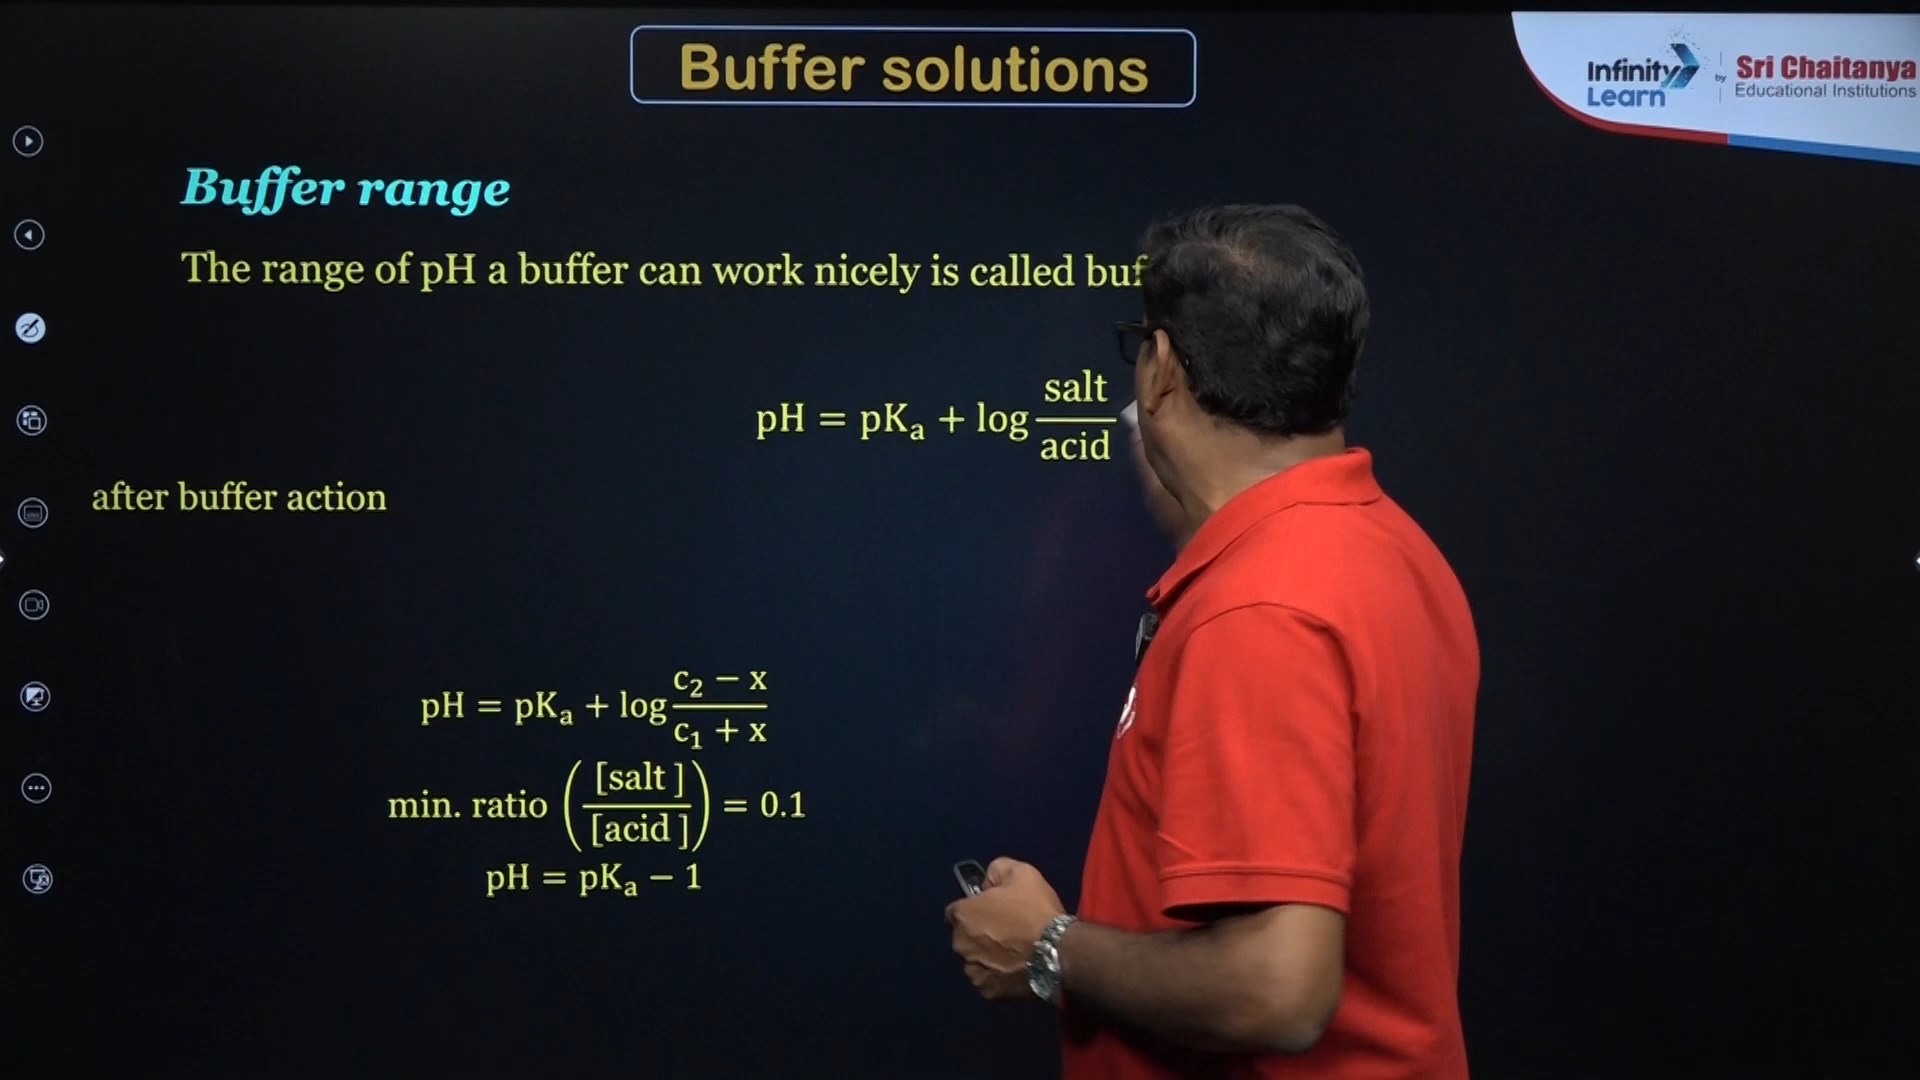 Buffer solutions
Infinity Learn by Sri Chaitanya Educational Institutions
Buffer range
The range of pH a buffer can work nicely is called
pH = pKₐ + log salt/acid
after buffer action
pH = pKₐ + log (c₂ − x)/(c₁ + x)
min. ratio ([salt]/[acid]) = 0.1
pH = pKₐ − 1